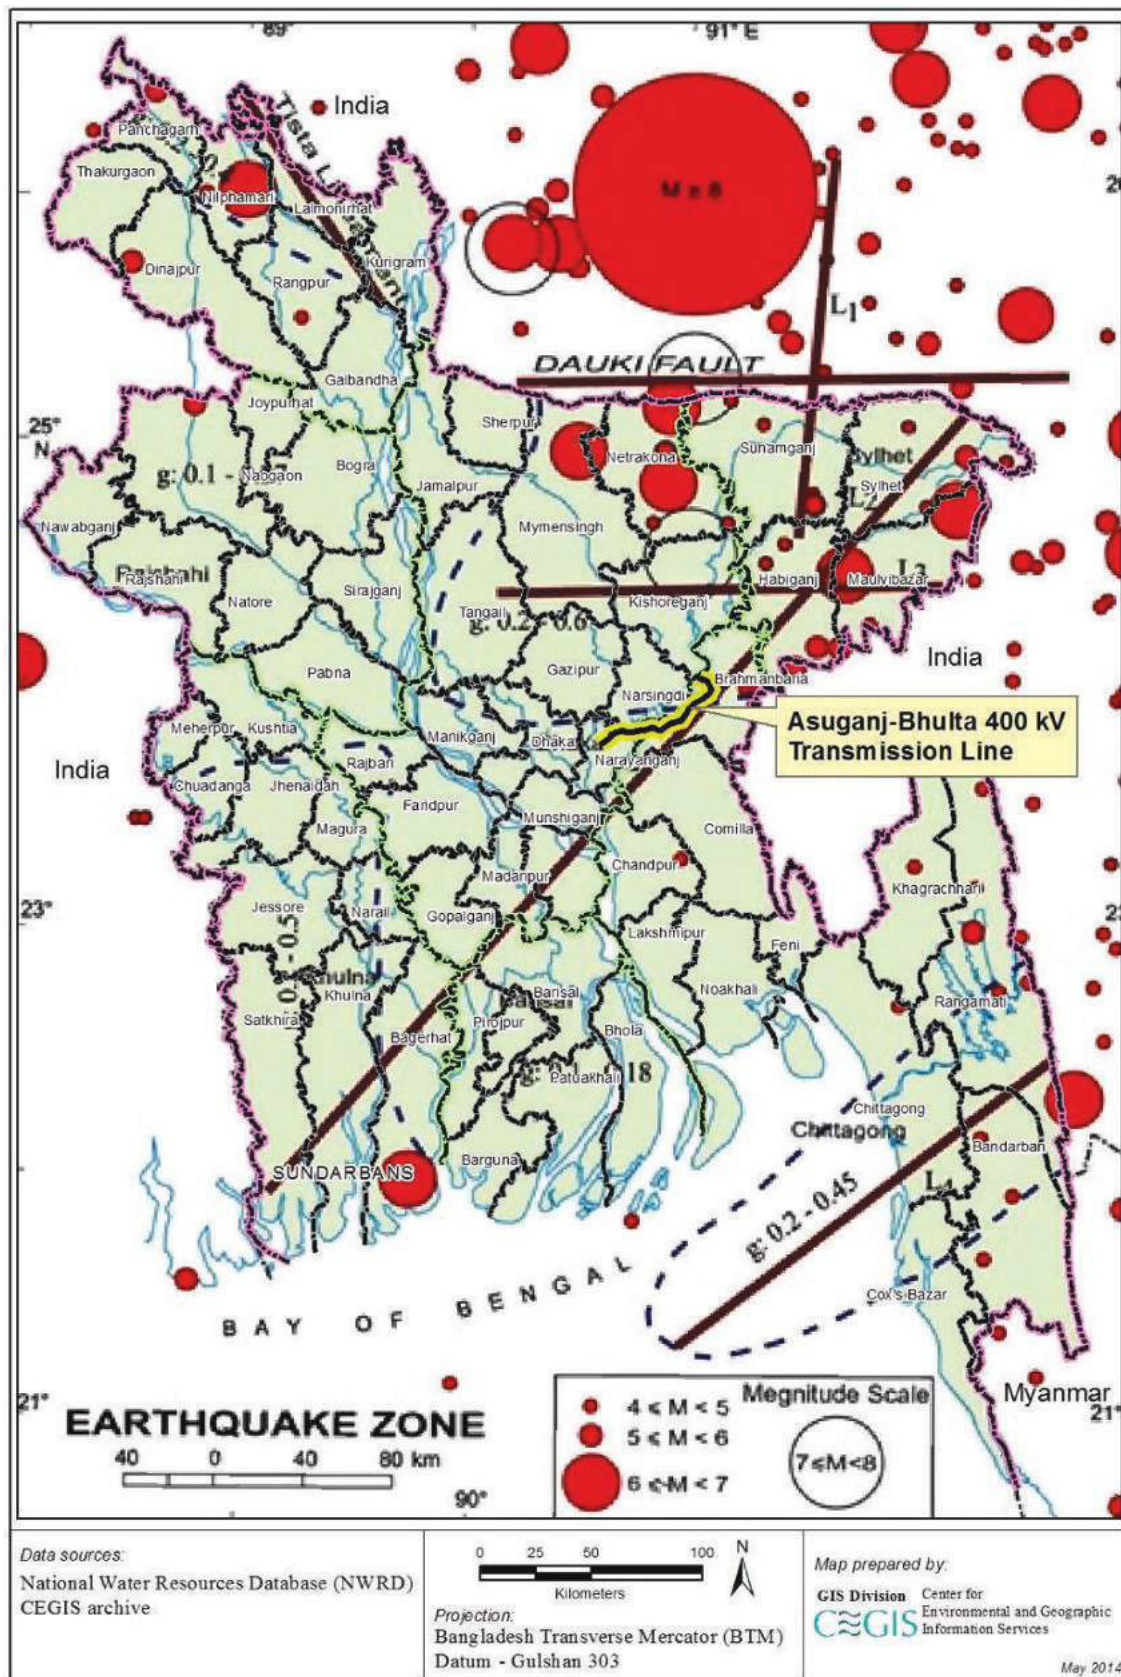 89°
91° E
India
Tista Lineament
Panchagarh
Thakurgaon
Nilphamari
Lalmonirhat
M ≥ 8
Kurigram
Dinajpur
Rangpur
L1
DAUKI FAULT
Gaibandha
Joypurhat
Sherpur
25°
N
Netrakona
Sunamganj
Sylhet
Sylhet
g: 0.1 -
Naogaon
Bogra
Jamalpur
L2
Nawabganj
Mymensingh
Rajshahi
Rajshahi
Natore
Sirajganj
Tangail
Kishoreganj
Habiganj
Maulvibazar
L3
g: 0.2 - 0.6
Gazipur
India
Pabna
Narsingdi
Brahmanbaria
Meherpur
Kushtia
Manikganj
Dhaka
Asuganj-Bhulta 400 kV
Transmission Line
India
Rajbari
Narayanganj
Chuadanga
Jhenaidah
Faridpur
Munshiganj
Magura
Comilla
Madaripur
Chandpur
Khagrachhari
Jessore
Narail
Gopalganj
23°
Lakshmipur
Feni
Khulna
Noakhali
Rangamati
Satkhira
Barisal
Pirojpur
Bhola
Bagerhat
Patuakhali
Chittagong
Chittagong
Bandarban
SUNDARBANS
Barguna
L4
g: 0.2 - 0.45
BAY OF BENGAL
Cox's Bazar
Myanmar
21°
21°
EARTHQUAKE ZONE
40 0 40 80 km
90°
Megnitude Scale
4 ≤ M < 5
5 ≤ M < 6
6 ≤ M < 7
7≤M<8
Data sources:
National Water Resources Database (NWRD)
CEGIS archive
0 25 50 100
Kilometers
N
Projection:
Bangladesh Transverse Mercator (BTM)
Datum - Gulshan 303
Map prepared by:
GIS Division
CEGIS
Center for
Environmental and Geographic
Information Services
May 2014